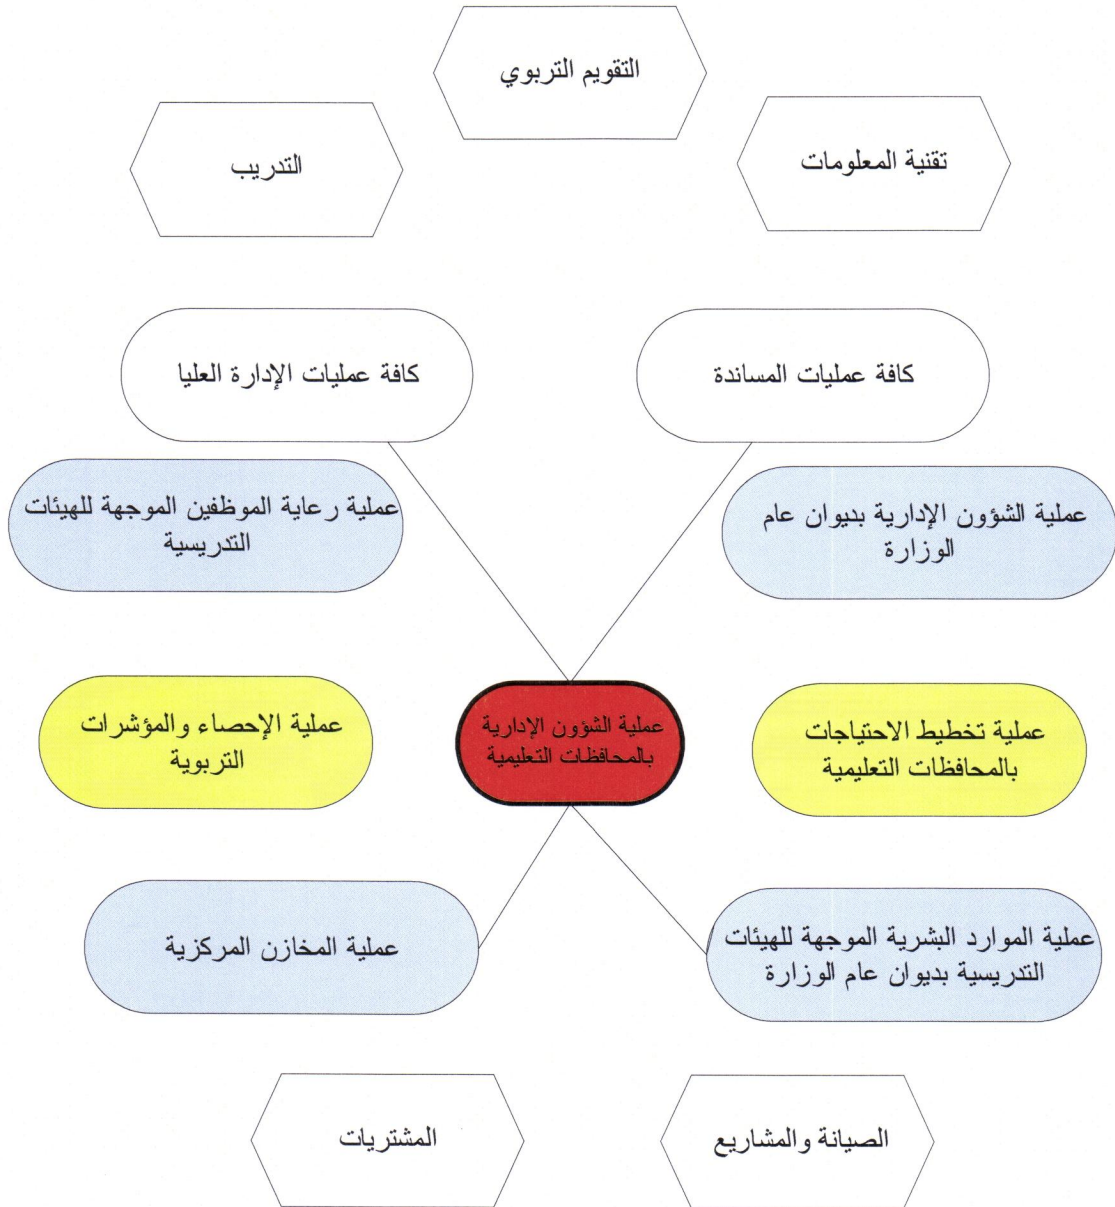 التقويم التربوي
تقنية المعلومات
التدريب
كافة عمليات المساندة
كافة عمليات الإدارة العليا
عملية الشؤون الإدارية بديوان عام
الوزارة
عملية رعاية الموظفين الموجهة للهيئات
التدريسية
عملية تخطيط الاحتياجات
بالمحافظات التعليمية
عملية الشؤون الإدارية
بالمحافظات التعليمية
عملية الإحصاء والمؤشرات
التربوية
عملية الموارد البشرية الموجهة للهيئات
التدريسية بديوان عام الوزارة
عملية المخازن المركزية
الصيانة والمشاريع
المشتريات